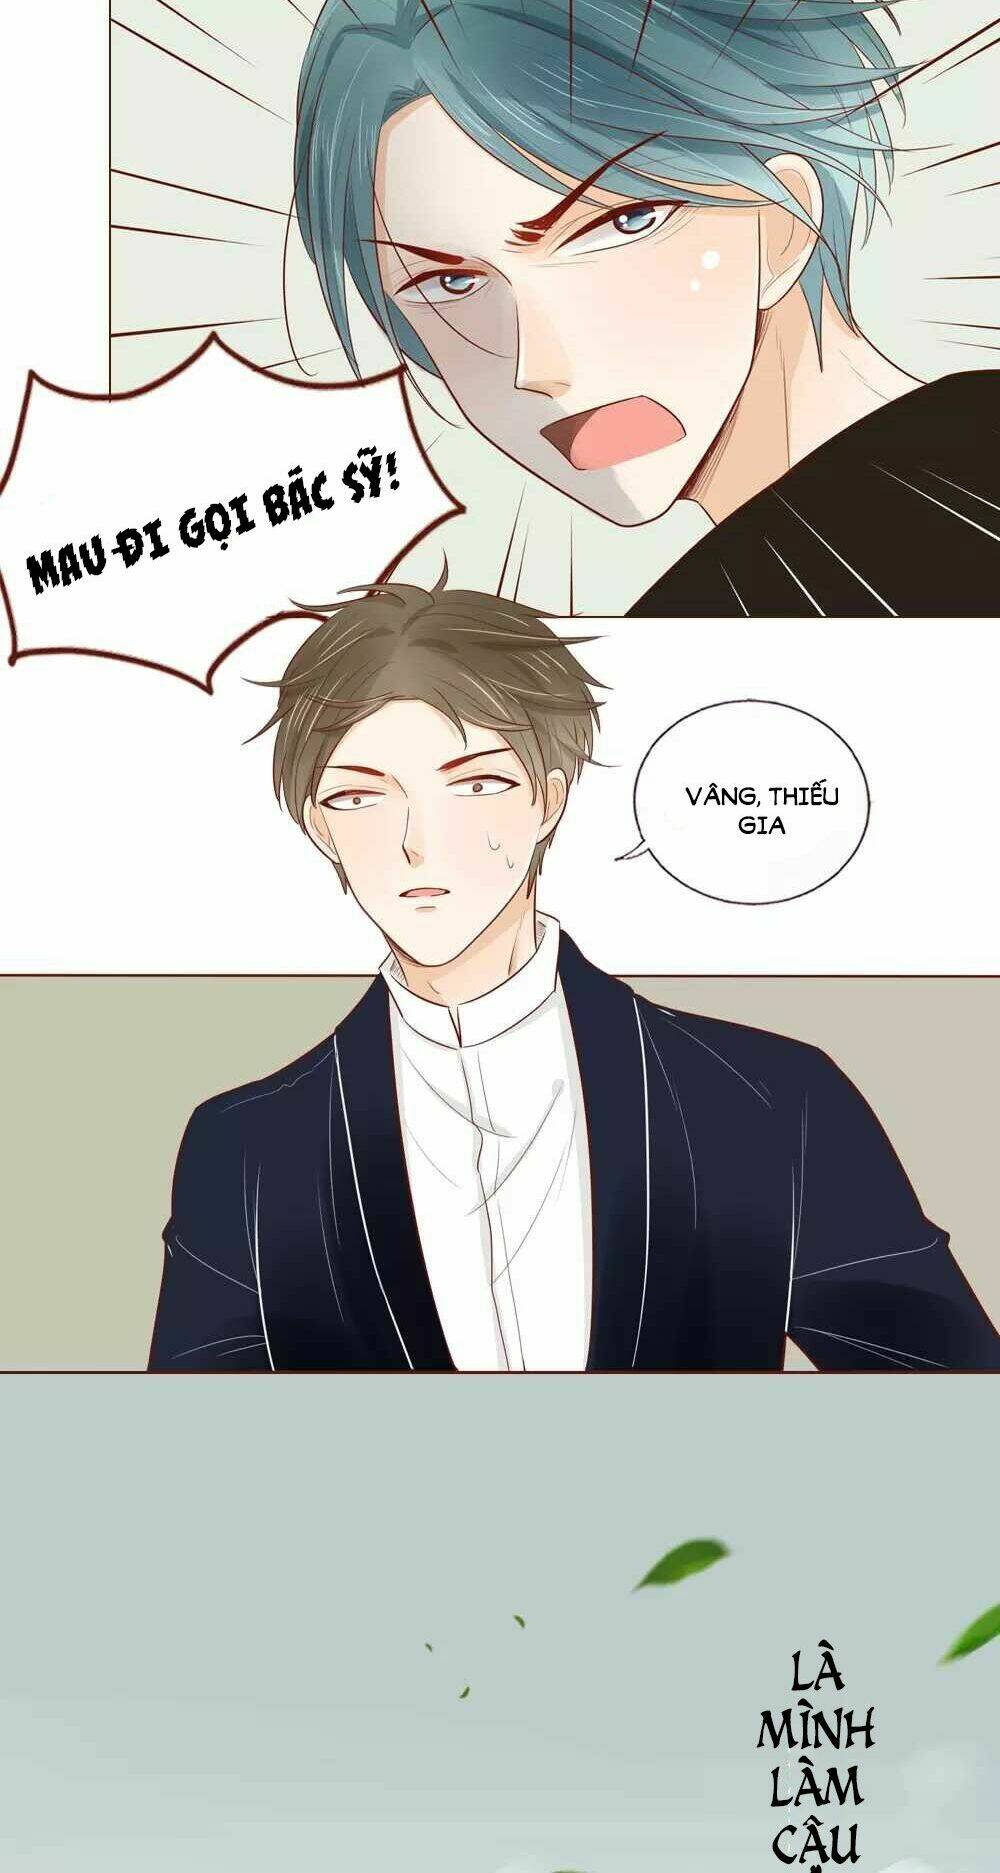 MAU ĐI GỌI BÁC SỸ!
VÂNG, THIẾU
GIA
LÀ
MÌNH
LÀM
CẬU